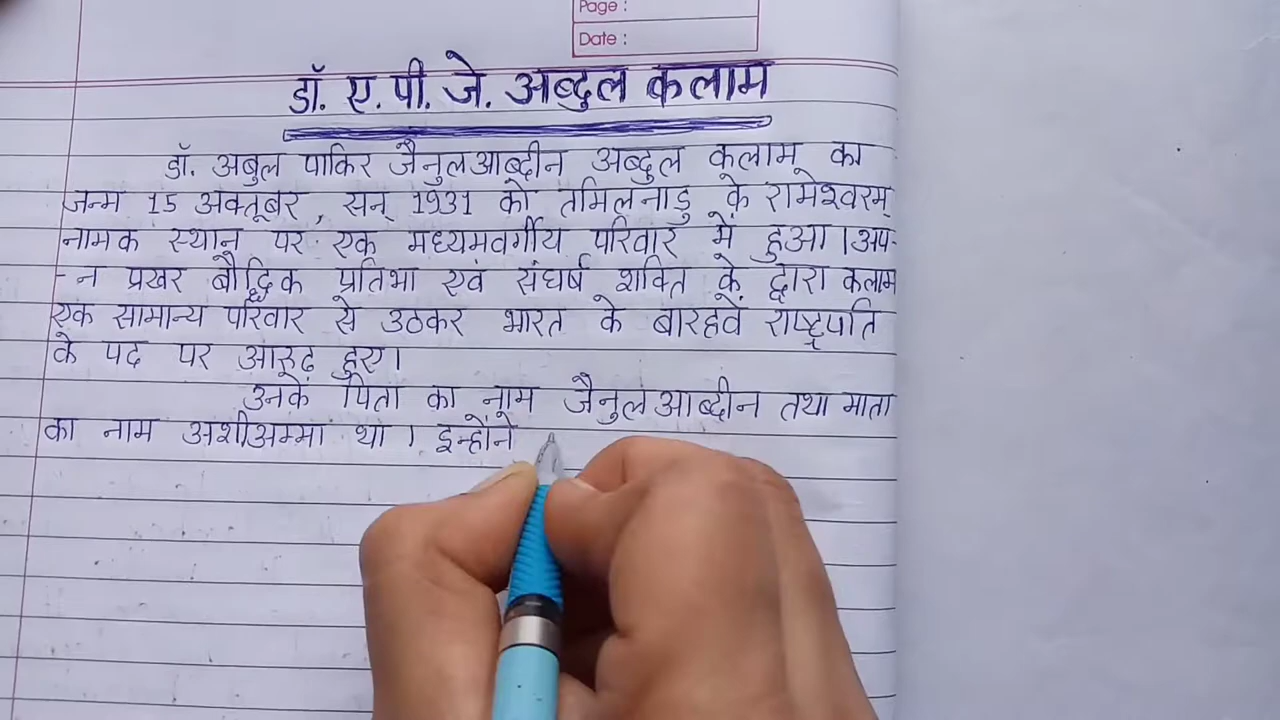 Page :
Date :
डॉ. ए. पी. जे. अब्दुल कलाम
डॉ. अबुल पाकिर जैनुलआब्दीन अब्दुल कलाम का
जन्म 15 अक्तूबर, सन् 1931 को तमिलनाडु के रामेश्वरम्
नामक स्थान पर एक मध्यमवर्गीय परिवार में हुआ। अप-
-न प्रखर बौद्धिक प्रतिभा एवं संघर्ष शक्ति के द्वारा कलाम
एक सामान्य परिवार से उठकर भारत के बारहवें राष्ट्रपति
के पद पर आरूढ़ हुए।
उनके पिता का नाम जैनुलआब्दीन तथा माता
का नाम अशीअम्मा था। इन्होंने